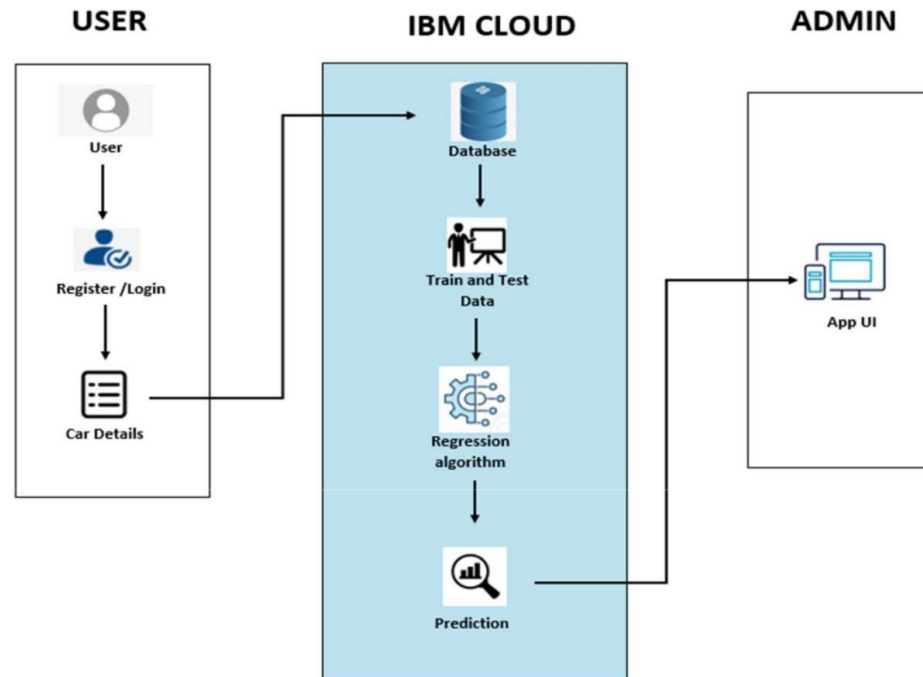 USER
IBM CLOUD
ADMIN
User
Register /Login
Car Details
Database
Train and Test
Data
Regression
algorithm
Prediction
App UI